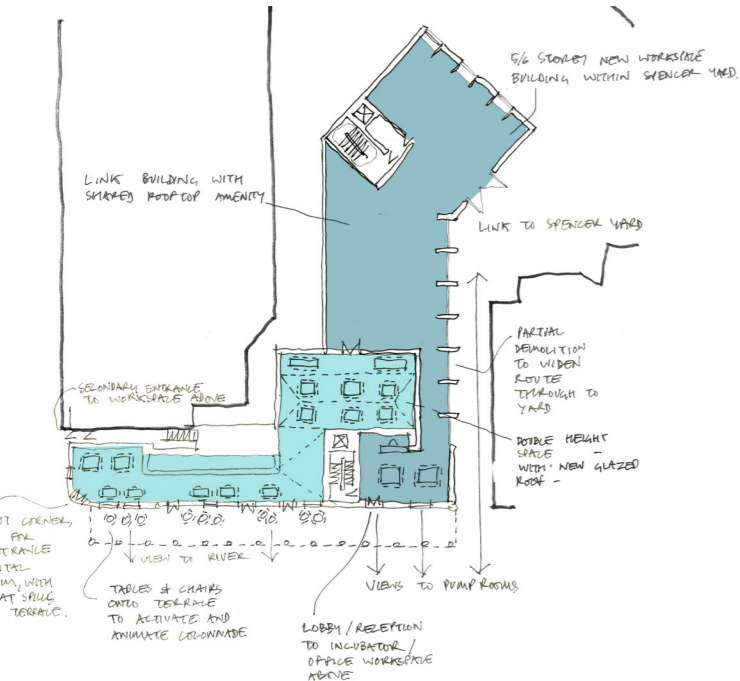 5/6 STOREY NEW WORKSPACE
BUILDING WITHIN SPENCER YARD.
LINK BUILDING WITH
SHARED ROOFTOP AMENITY
LINK TO SPENCER YARD
PARTIAL
DEMOLITION
TO WIDEN
ROUTE
THROUGH TO
YARD
SECONDARY ENTRANCE
TO WORKSPACE ABOVE
DOUBLE HEIGHT
SPACE -
WITH NEW GLAZED
ROOF -
CORNER,
FOR
TERRACE.
VIEW TO RIVER
VIEWS TO PUMP ROOMS
TABLES & CHAIRS
ONTO TERRACE
TO ACTIVATE AND
ANIMATE COLONNADE
LOBBY / RECEPTION
TO INCUBATOR /
OFFICE WORKSPACE
ABOVE